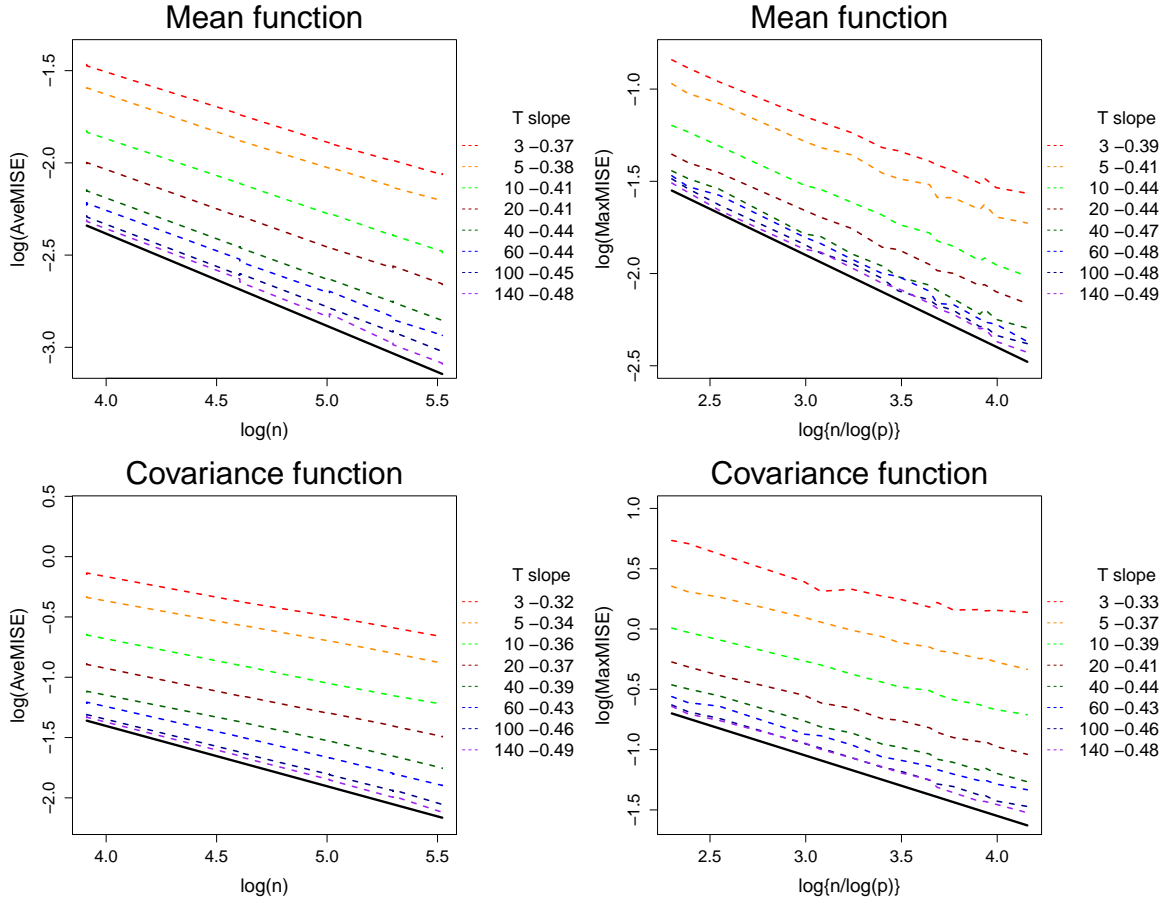 Mean function
log(AveMISE)
−1.5
−2.0
−2.5
−3.0
4.0 4.5 5.0 5.5
log(n)
T slope
3 −0.37
5 −0.38
10 −0.41
20 −0.41
40 −0.44
60 −0.44
100 −0.45
140 −0.48
Mean function
log(MaxMISE)
−1.0
−1.5
−2.0
−2.5
2.5 3.0 3.5 4.0
log{n/log(p)}
T slope
3 −0.39
5 −0.41
10 −0.44
20 −0.44
40 −0.47
60 −0.48
100 −0.48
140 −0.49
Covariance function
log(AveMISE)
0.5
0.0
−0.5
−1.0
−1.5
−2.0
4.0 4.5 5.0 5.5
log(n)
T slope
3 −0.32
5 −0.34
10 −0.36
20 −0.37
40 −0.39
60 −0.43
100 −0.46
140 −0.49
Covariance function
log(MaxMISE)
1.0
0.5
0.0
−0.5
−1.0
−1.5
2.5 3.0 3.5 4.0
log{n/log(p)}
T slope
3 −0.33
5 −0.37
10 −0.39
20 −0.41
40 −0.44
60 −0.43
100 −0.46
140 −0.48